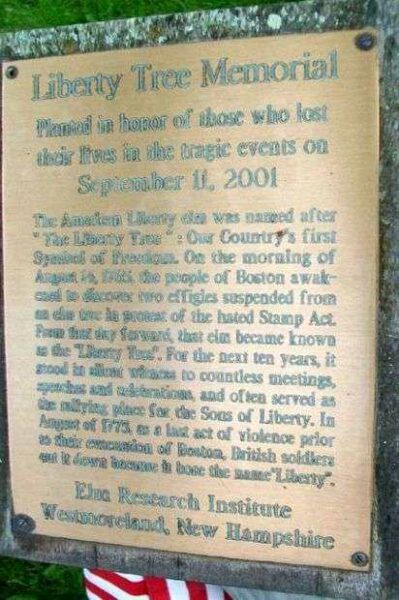 Liberty Tree Memorial
Planted in honor of those who lost
their lives in the tragic events on
September 11, 2001
The American Liberty elm was named after
"The Liberty Tree": Our Country's first
Symbol of Freedom. On the morning of
August 14, 1765, the people of Boston awak-
ened to discover two effigies suspended from
an elm tree in protest of the hated Stamp Act.
From that day forward, that elm became known
as the "Liberty Tree". For the next ten years, it
stood in silent witness to countless meetings,
speeches and celebrations, and often served as
the rallying place for the Sons of Liberty. In
August of 1775, as a last act of violence prior
to their evacuation of Boston, British soldiers
cut it down because it bore the name "Liberty".
Elm Research Institute
Westmoreland, New Hampshire